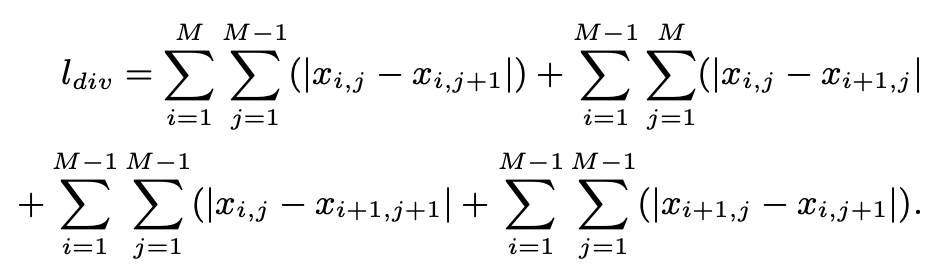 l_{div} = \sum_{i=1}^{M} \sum_{j=1}^{M-1} (|x_{i,j} - x_{i,j+1}|) + \sum_{i=1}^{M-1} \sum_{j=1}^{M} (|x_{i,j} - x_{i+1,j}|
+ \sum_{i=1}^{M-1} \sum_{j=1}^{M-1} (|x_{i,j} - x_{i+1,j+1}| + \sum_{i=1}^{M-1} \sum_{j=1}^{M-1} (|x_{i+1,j} - x_{i,j+1}|).